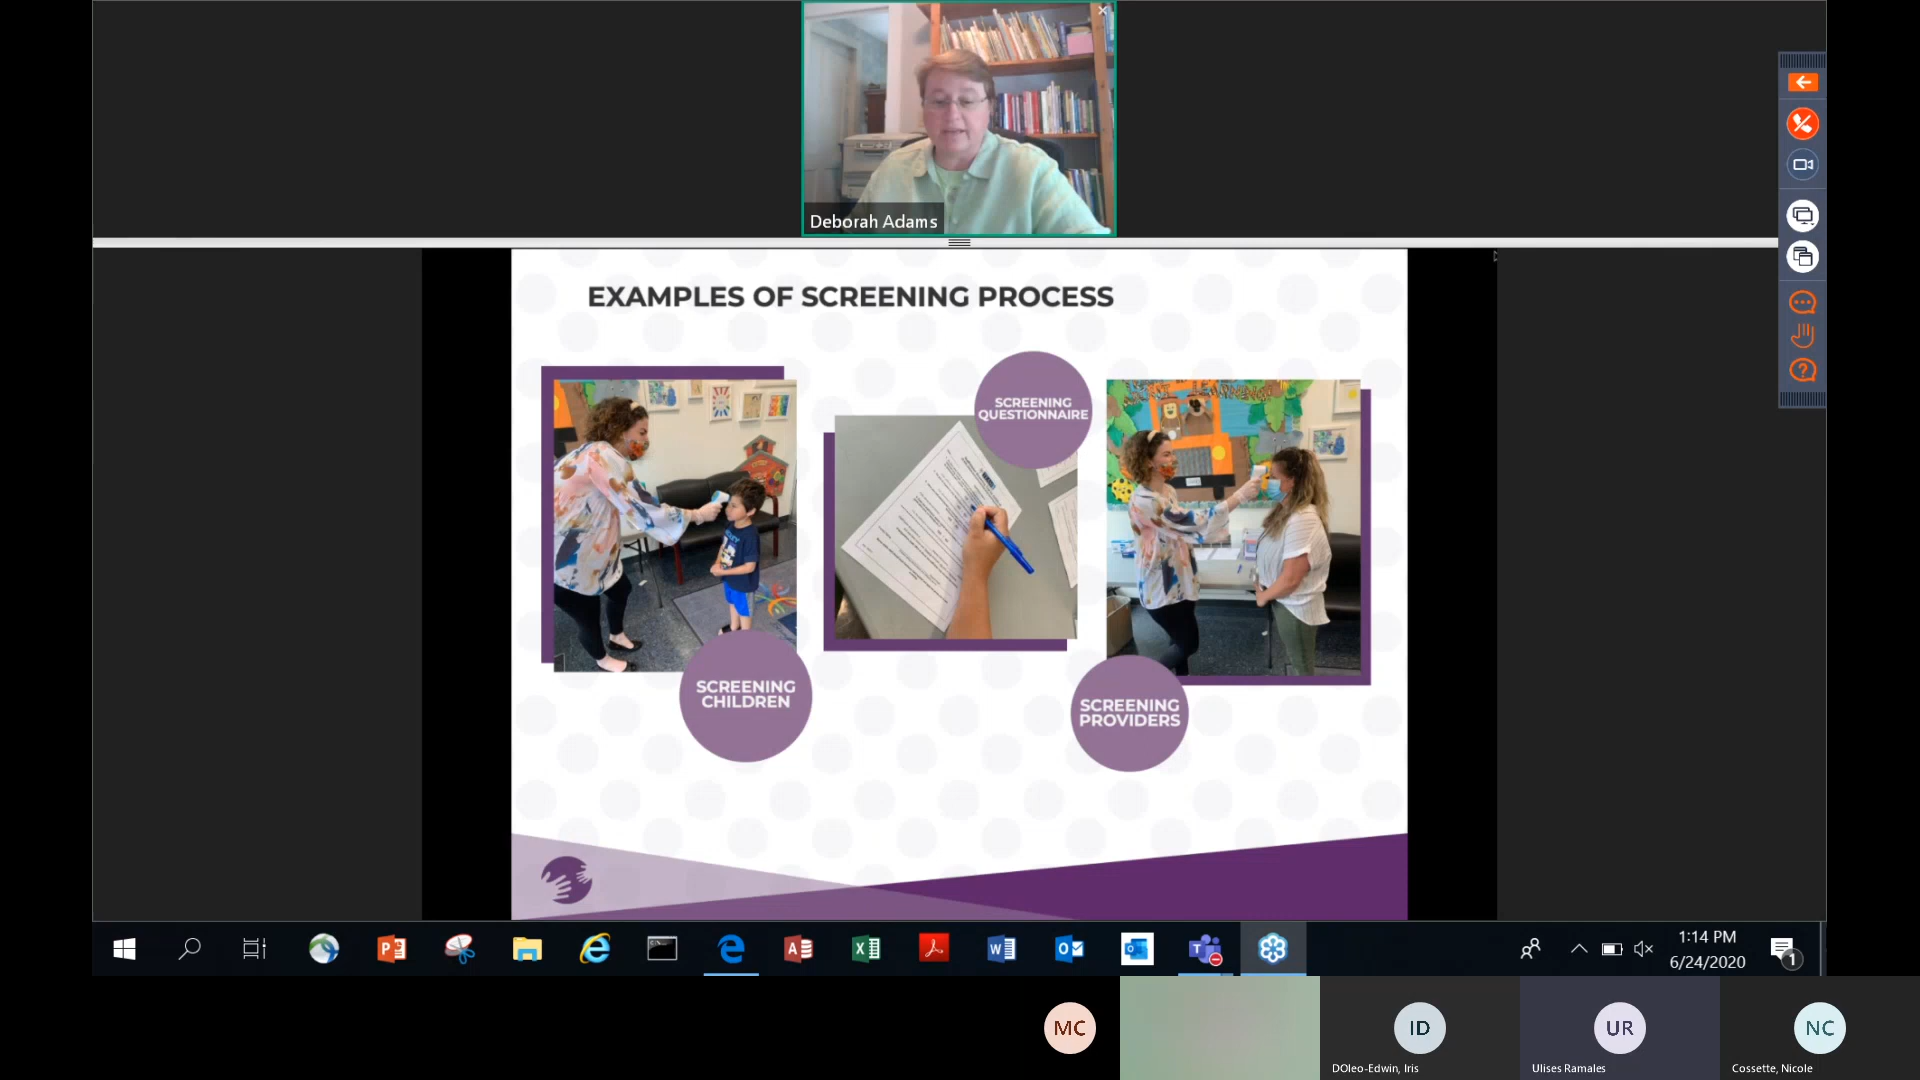 Deborah Adams
EXAMPLES OF SCREENING PROCESS
SCREENING
QUESTIONNAIRE
SCREENING
CHILDREN
SCREENING
PROVIDERS
1:14 PM
6/24/2020
1
MC
ID
UR
NC
DOleo-Edwin, Iris
Ulises Ramales
Cossette, Nicole